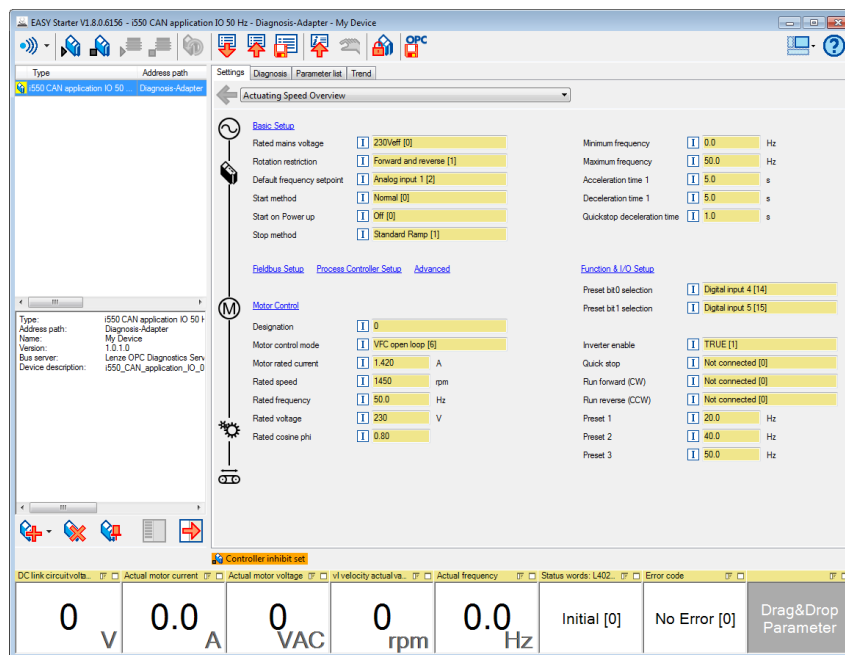 EASY Starter V1.8.0.6156 - i550 CAN application IO 50 Hz - Diagnosis-Adapter - My Device
OPC
Type Address path
i550 CAN application IO 50 ... Diagnosis-Adapter
Settings Diagnosis Parameter list Trend
Actuating Speed Overview
Basic Setup
Rated mains voltage I 230Veff [0] Minimum frequency I 0.0 Hz
Rotation restriction I Forward and reverse [1] Maximum frequency I 50.0 Hz
Default frequency setpoint I Analog input 1 [2] Acceleration time 1 I 5.0 s
Start method I Normal [0] Deceleration time 1 I 5.0 s
Start on Power up I Off [0] Quickstop deceleration time I 1.0 s
Stop method I Standard Ramp [1]
Fieldbus Setup Process Controller Setup Advanced Function & I/O Setup
Preset bit0 selection I Digital input 4 [14]
Motor Control Preset bit1 selection I Digital input 5 [15]
M
Designation I 0
Motor control mode I VFC open loop [6] Inverter enable I TRUE [1]
Motor rated current I 1.420 A Quick stop I Not connected [0]
Rated speed I 1450 rpm Run forward (CW) I Not connected [0]
Rated frequency I 50.0 Hz Run reverse (CCW) I Not connected [0]
Rated voltage I 230 V Preset 1 I 20.0 Hz
Rated cosine phi I 0.80 Preset 2 I 40.0 Hz
Preset 3 I 50.0 Hz
Type: i550 CAN application IO 50 H
Address path: Diagnosis-Adapter
Name: My Device
Version: 1.0.1.0
Bus server: Lenze OPC Diagnostics Serv
Device description: i550_CAN_application_IO_0
Controller inhibit set
DC link circuitvolta... Actual motor current Actual motor voltage vl velocity actual va... Actual frequency Status words: L402... Error code
0 V 0.0 A 0 VAC 0 rpm 0.0 Hz Initial [0] No Error [0] Drag&Drop Parameter